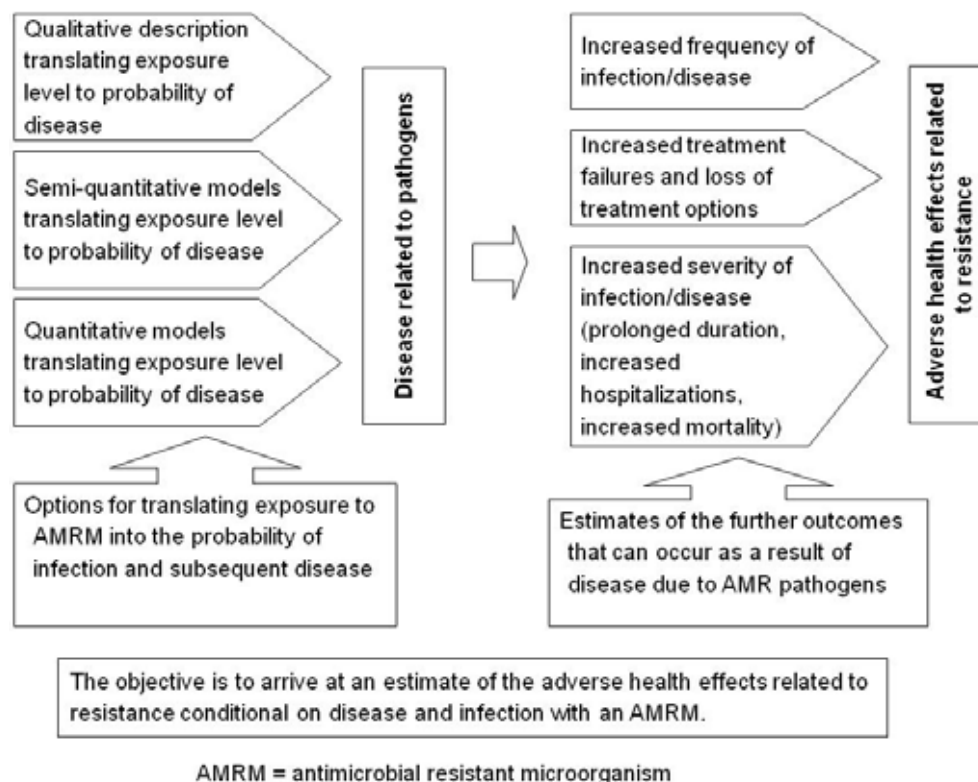 Qualitative description
translating exposure
level to probability of
disease
Semi-quantitative models
translating exposure level
to probability of disease
Quantitative models
translating exposure level
to probability of disease
Options for translating exposure to
AMRM into the probability of
infection and subsequent disease
Disease related to pathogens
Increased frequency of
infection/disease
Increased treatment
failures and loss of
treatment options
Increased severity of
infection/disease
(prolonged duration,
increased
hospitalizations,
increased mortality)
Estimates of the further outcomes
that can occur as a result of
disease due to AMR pathogens
Adverse health effects related
to resistance
The objective is to arrive at an estimate of the adverse health effects related to
resistance conditional on disease and infection with an AMRM.
AMRM = antimicrobial resistant microorganism